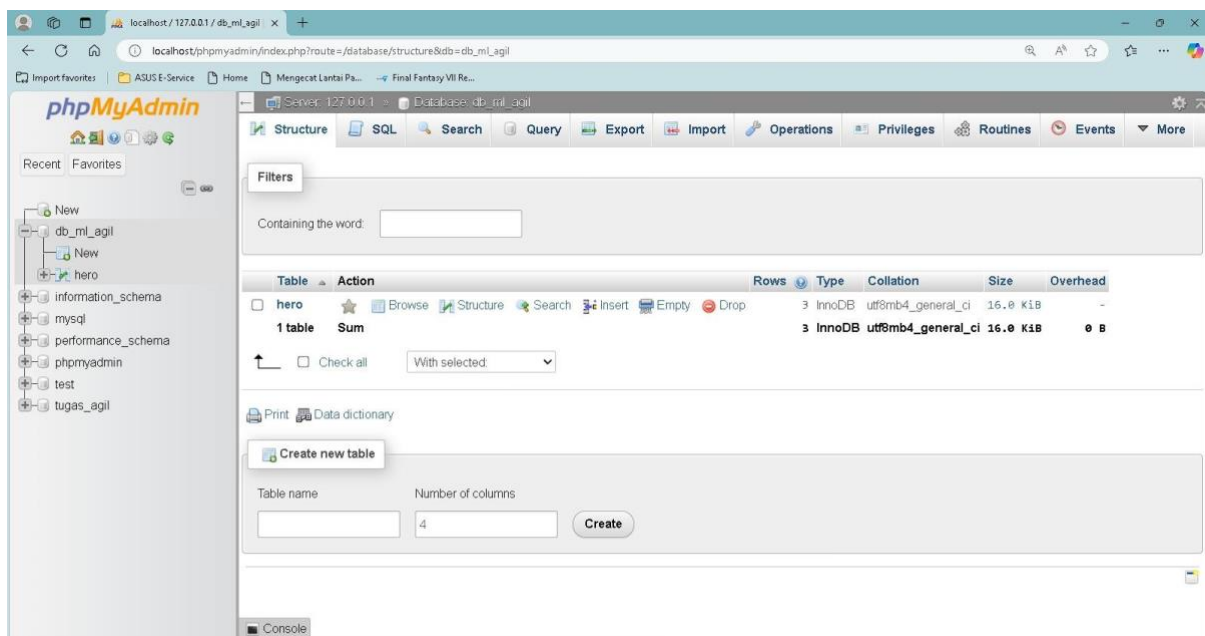 localhost / 127.0.0.1 / db_ml_agil
localhost/phpmyadmin/index.php?route=/database/structure&db=db_ml_agil
Import favorites ASUS E-Service Home Mengecat Lantai Pa... Final Fantasy VII Re...
phpMyAdmin
Recent Favorites
New
db_ml_agil
New
hero
information_schema
mysql
performance_schema
phpmyadmin
test
tugas_agil
Server: 127.0.0.1 » Database: db_ml_agil
Structure SQL Search Query Export Import Operations Privileges Routines Events More
Filters
Containing the word:
Table Action Rows Type Collation Size Overhead
hero Browse Structure Search Insert Empty Drop 3 InnoDB utf8mb4_general_ci 16.0 KiB -
1 table Sum 3 InnoDB utf8mb4_general_ci 16.0 KiB 0 B
Check all With selected:
Print Data dictionary
Create new table
Table name Number of columns
4 Create
Console